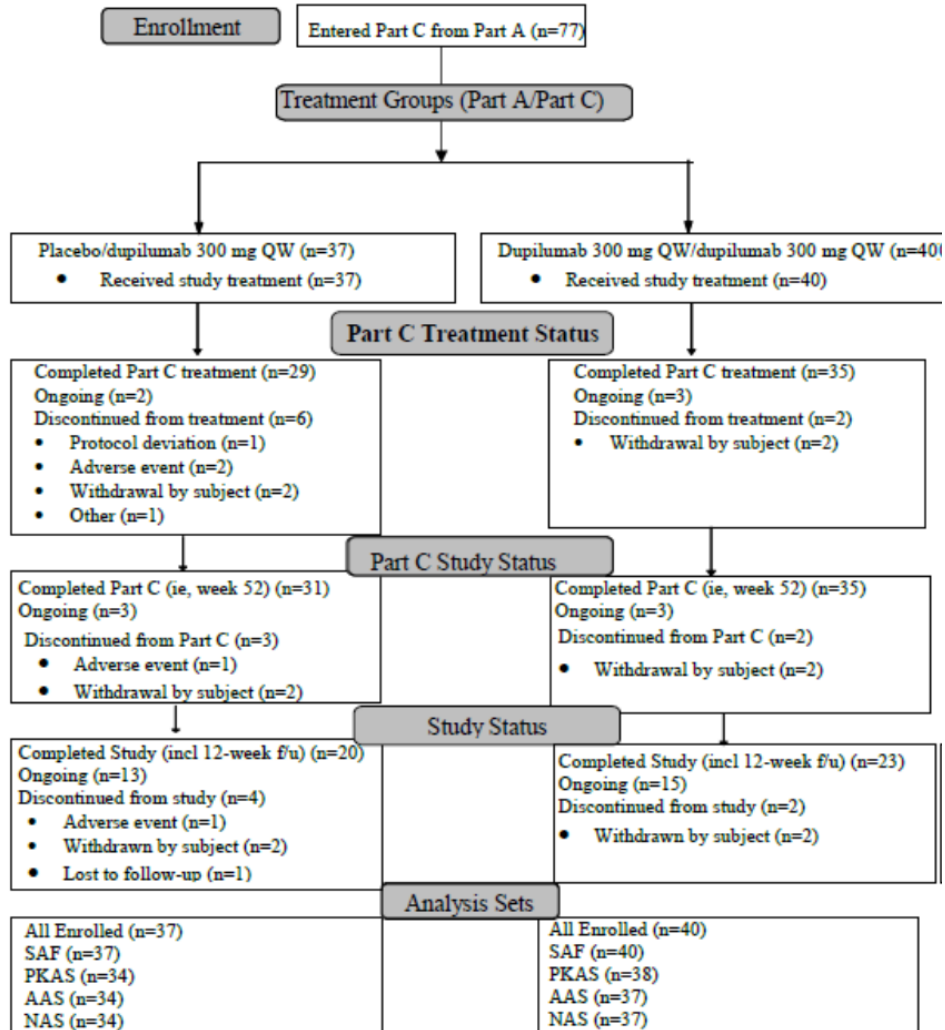 Enrollment
Entered Part C from Part A (n=77)
Treatment Groups (Part A/Part C)
Placebo/dupilumab 300 mg QW (n=37)
• Received study treatment (n=37)
Dupilumab 300 mg QW/dupilumab 300 mg QW (n=40)
• Received study treatment (n=40)
Part C Treatment Status
Completed Part C treatment (n=29)
Ongoing (n=2)
Discontinued from treatment (n=6)
• Protocol deviation (n=1)
• Adverse event (n=2)
• Withdrawal by subject (n=2)
• Other (n=1)
Completed Part C treatment (n=35)
Ongoing (n=3)
Discontinued from treatment (n=2)
• Withdrawal by subject (n=2)
Part C Study Status
Completed Part C (ie, week 52) (n=31)
Ongoing (n=3)
Discontinued from Part C (n=3)
• Adverse event (n=1)
• Withdrawal by subject (n=2)
Completed Part C (ie, week 52) (n=35)
Ongoing (n=3)
Discontinued from Part C (n=2)
• Withdrawal by subject (n=2)
Study Status
Completed Study (incl 12-week f/u) (n=20)
Ongoing (n=13)
Discontinued from study (n=4)
• Adverse event (n=1)
• Withdrawn by subject (n=2)
• Lost to follow-up (n=1)
Completed Study (incl 12-week f/u) (n=23)
Ongoing (n=15)
Discontinued from study (n=2)
• Withdrawn by subject (n=2)
Analysis Sets
All Enrolled (n=37)
SAF (n=37)
PKAS (n=34)
AAS (n=34)
NAS (n=34)
All Enrolled (n=40)
SAF (n=40)
PKAS (n=38)
AAS (n=37)
NAS (n=37)